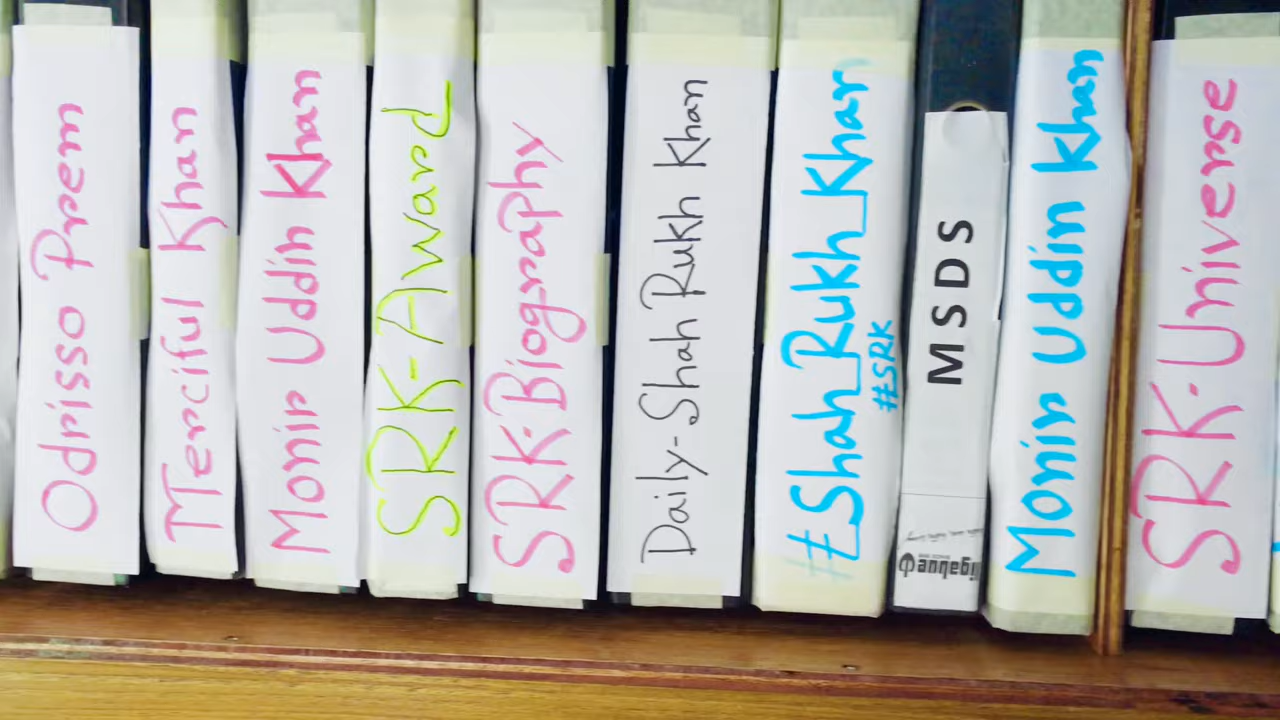 Odrisso Preem
Merciful Khan
Monir Uddin Khan
SRK-Award
SRK-Biography
Daily-Shah Rukh Khan
#Shah_Rukh_Khan
#SRK
MSDS
Monir Uddin Khan
SRK-Universe